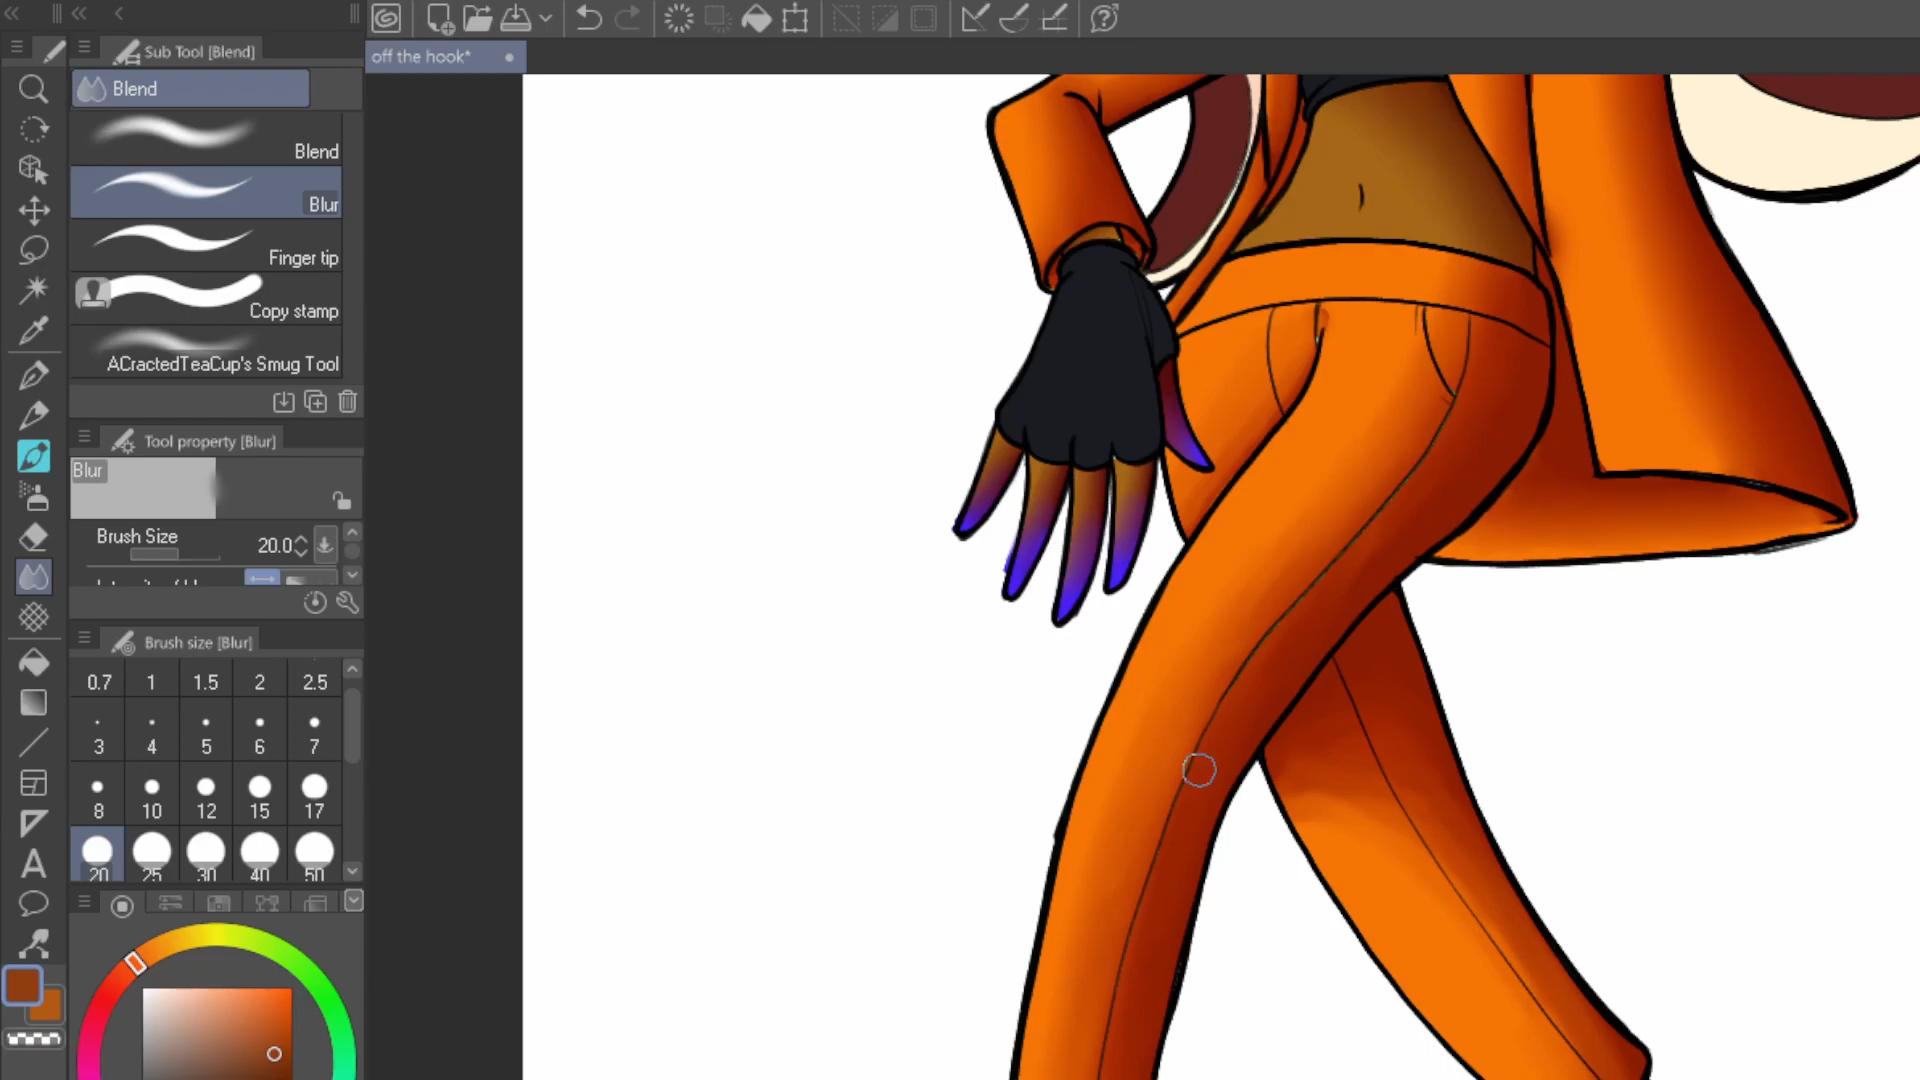 Sub Tool [Blend]
off the hook*
Blend
Blend
Blur
Finger tip
Copy stamp
ACractedTeaCup's Smug Tool
Tool property [Blur]
Blur
Brush Size 20.0
Brush size [Blur]
0.7 1 1.5 2 2.5
3 4 5 6 7
8 10 12 15 17
20 25 30 40 50